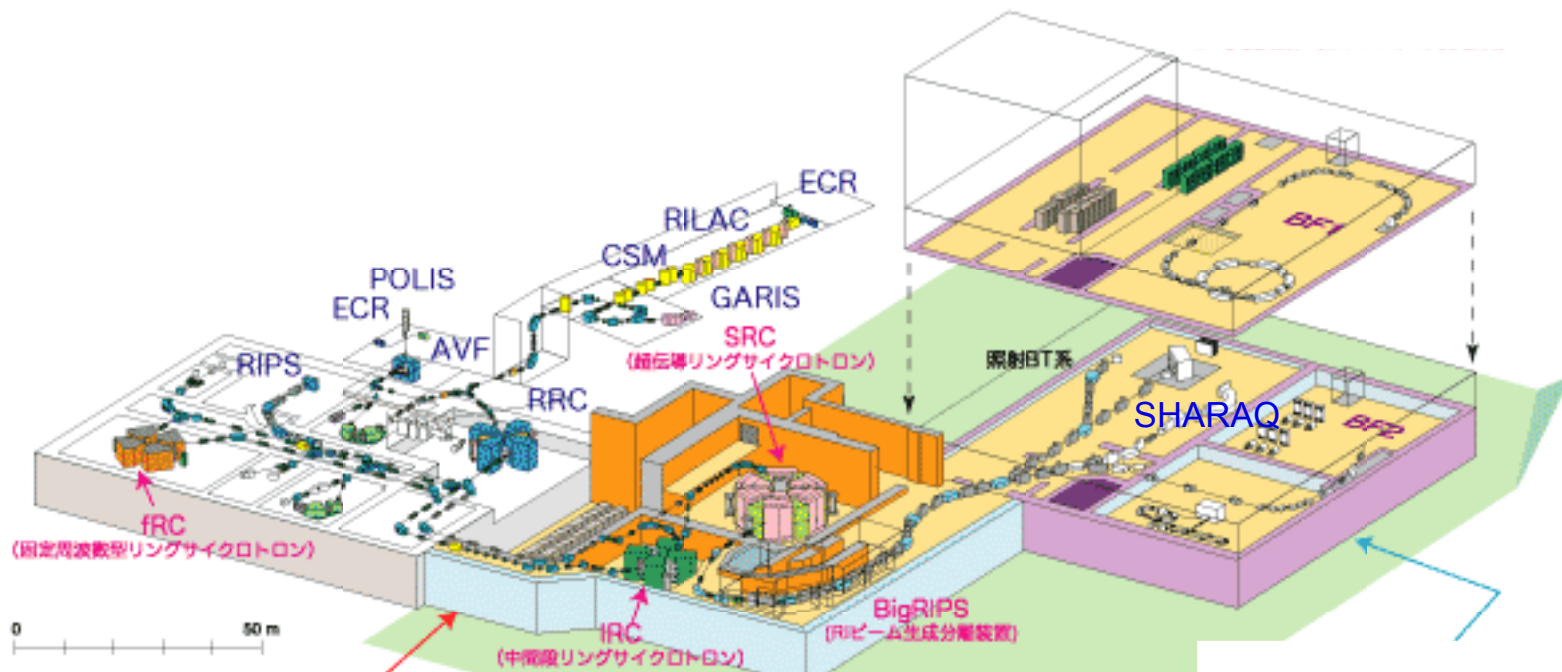 ECR
RILAC
CSM
POLIS
ECR
GARIS
BF1
AVF
SRC
(超伝導リングサイクロトロン)
照射BT系
RIPS
RRC
SHARAQ
BF2
fRC
(固定周波数型リングサイクロトロン)
BigRIPS
(RIビーム生成分離装置)
IRC
(中間段リングサイクロトロン)
0
50 m